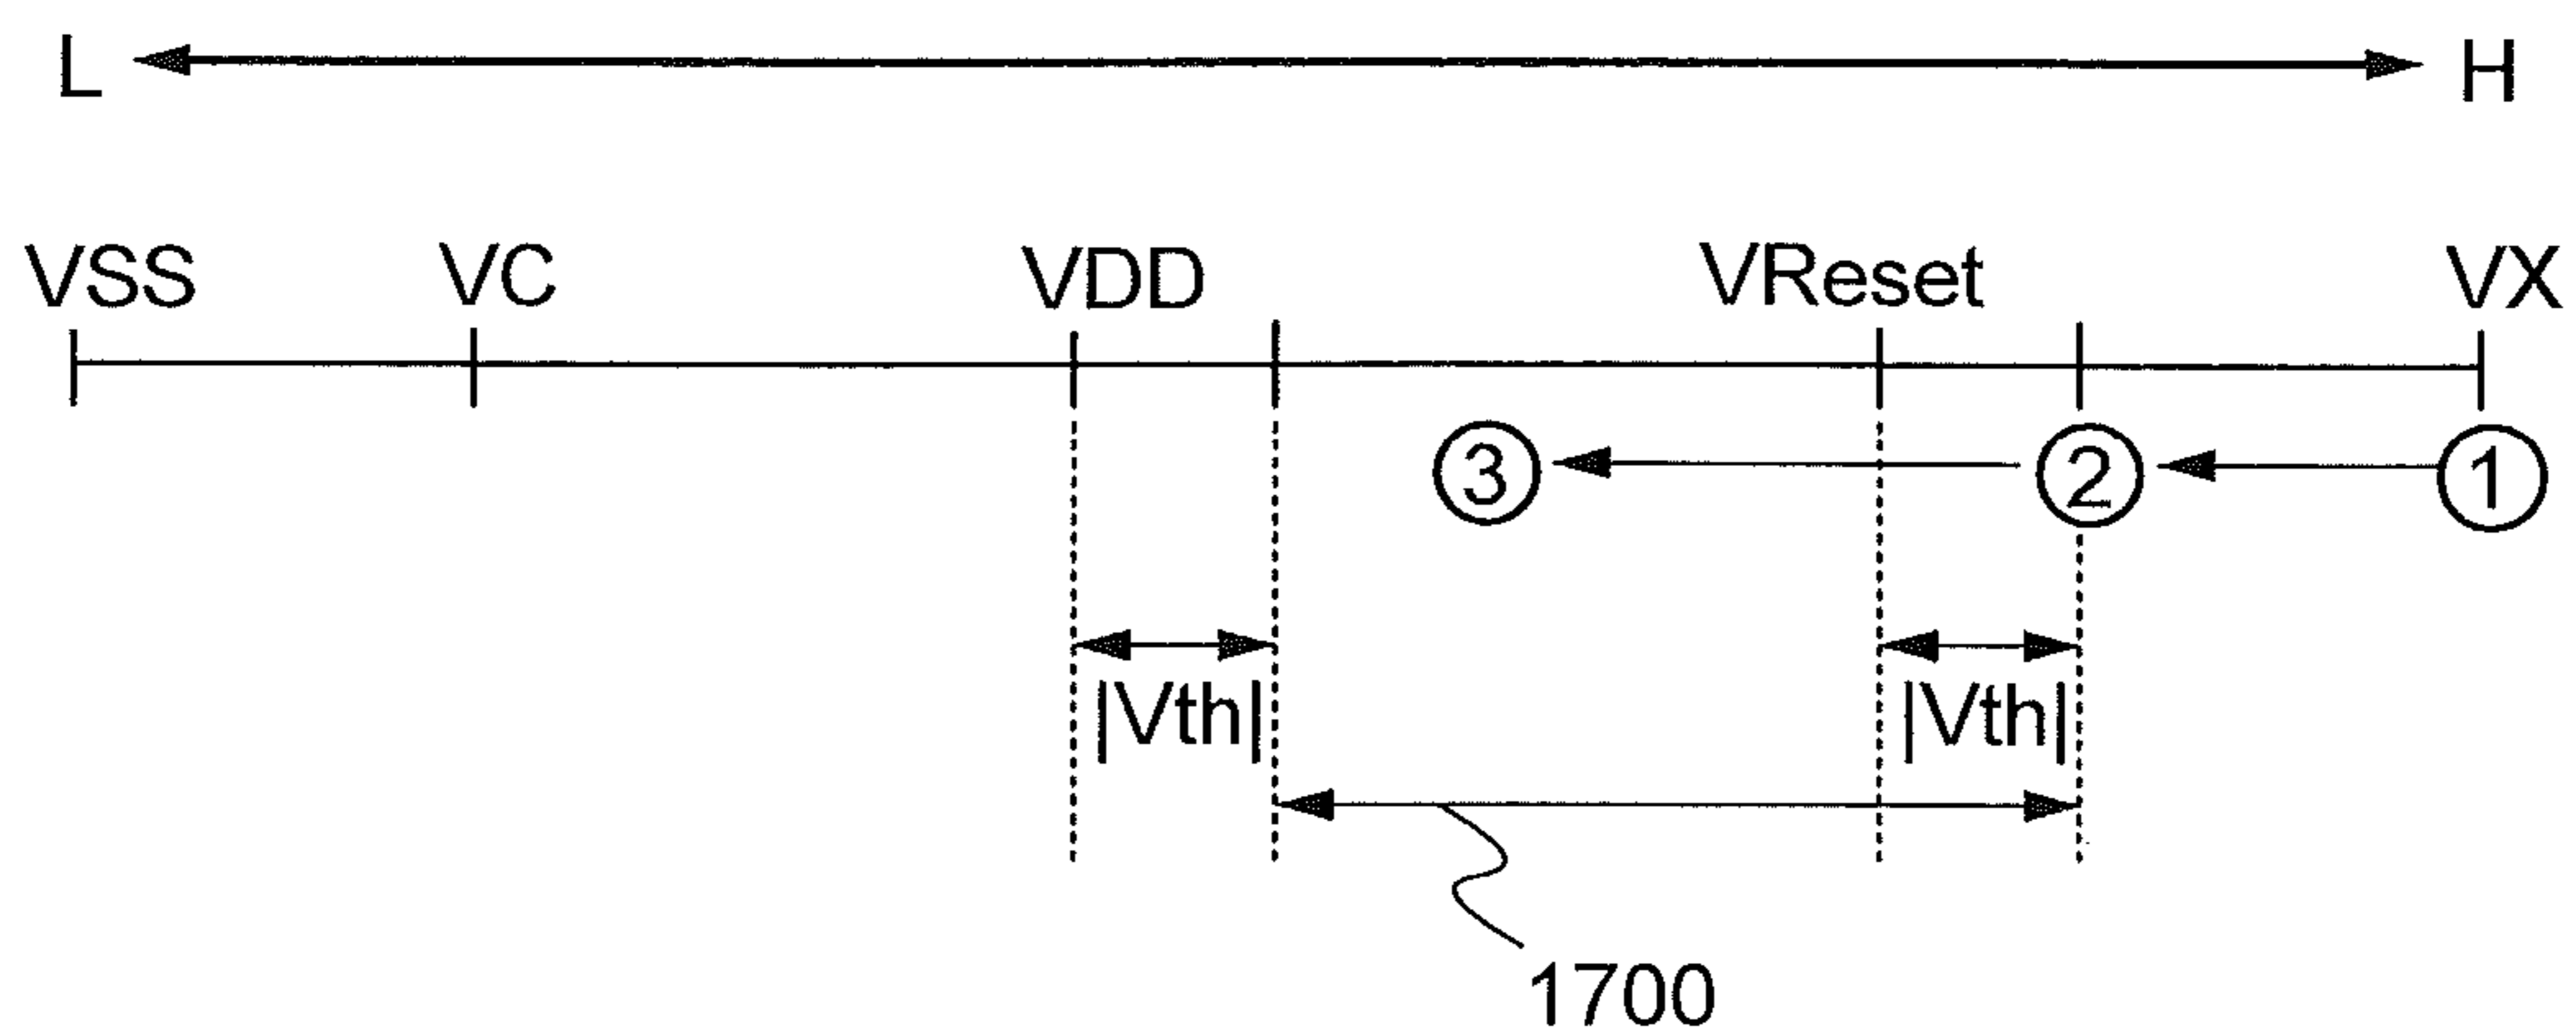 L H
VSS VC VDD VReset VX
③ ② ①
|Vth| |Vth|
1700